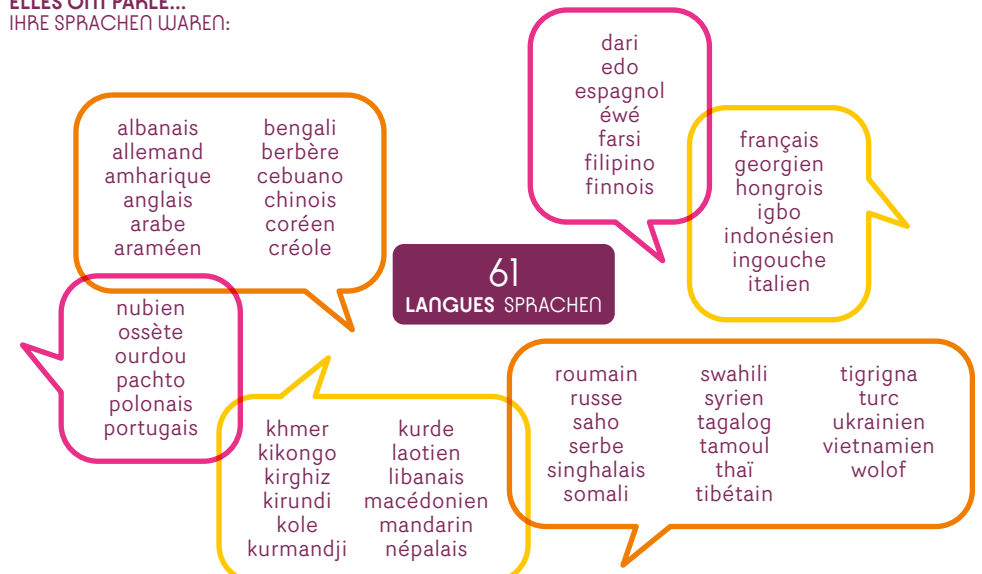 ELLES ONT PARLÉ...
IHRE SPRACHEN WAREN:
albanais
allemand
amharique
anglais
arabe
araméen
bengali
berbère
cebuano
chinois
coréen
créole
dari
edo
espagnol
éwé
farsi
filipino
finnois
français
georgien
hongrois
igbo
indonésien
ingouche
italien
61
LANGUES SPRACHEN
nubien
ossète
ourdou
pachto
polonais
portugais
khmer
kikongo
kirghiz
kirundi
kole
kurmandji
kurde
laotien
libanais
macédonien
mandarin
népalais
roumain
russe
saho
serbe
singhalais
somali
swahili
syrien
tagalog
tamoul
thaï
tibétain
tigrigna
turc
ukrainien
vietnamien
wolof